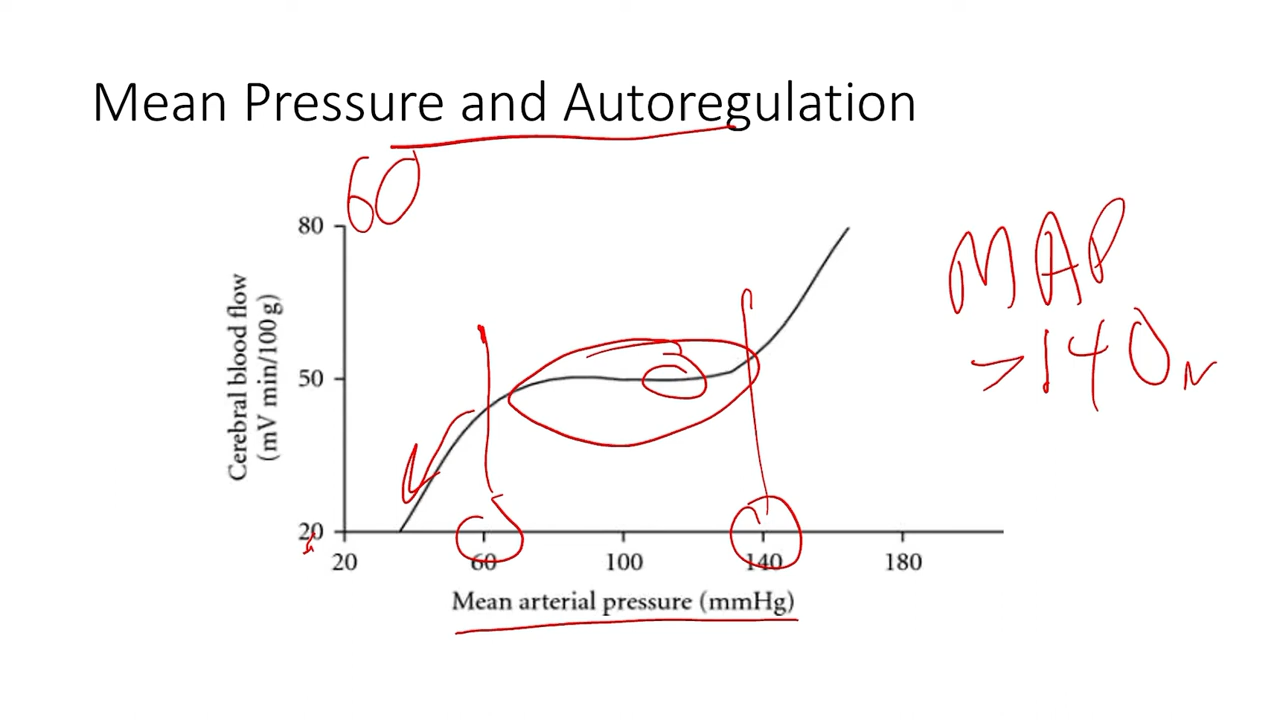 Mean Pressure and Autoregulation
60
80
50
20
Cerebral blood flow
(mV min/100 g)
MAP
>140
20 60 100 140 180
Mean arterial pressure (mmHg)